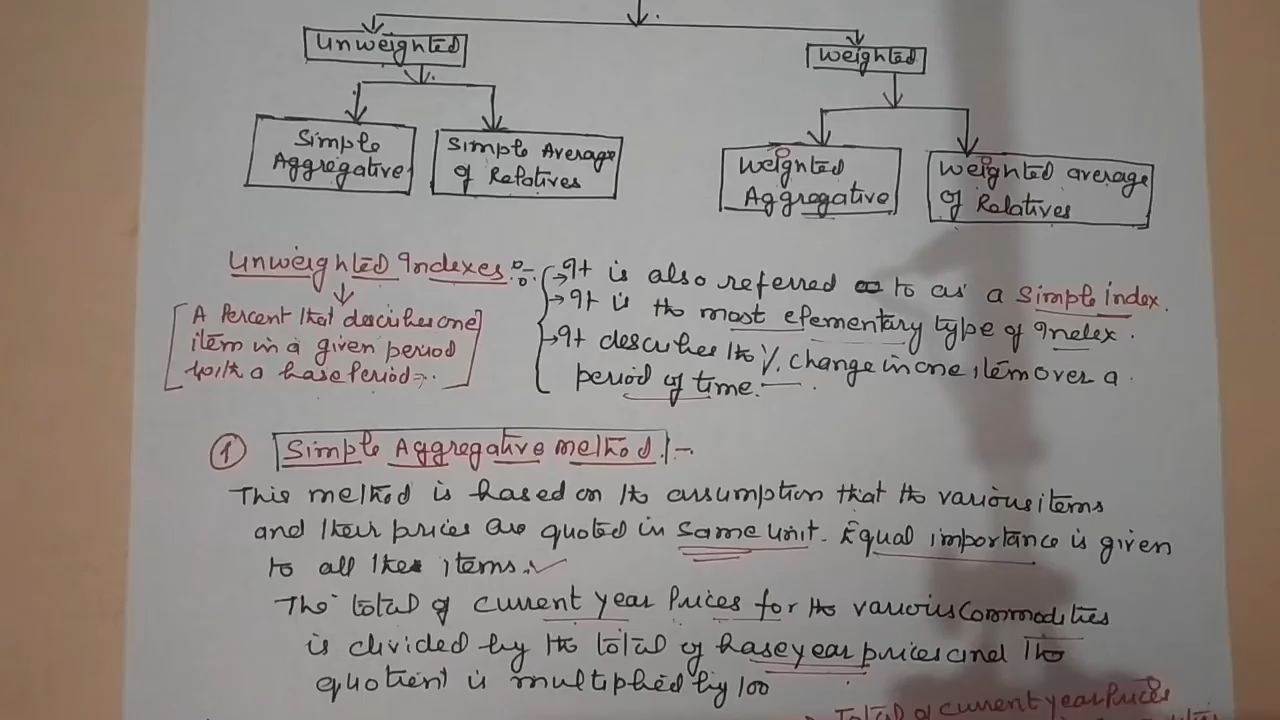 Unweighted
Weighted
Simple
Aggregative
Simple Average
of Relatives
Weighted
Aggregative
Weighted average
of Relatives
Unweighted Indexes:-
A Percent that describes one
item in a given period
with a base Period
→ It is also referred to as a simple index.
→ It is the most elementary type of Index.
→ It describes the % change in one item over a
period of time.
① Simple Aggregative method:-
This method is based on the assumption that the various items
and their prices are quoted in same unit. Equal importance is given
to all the items.
The total of current year Prices for the various Commodities
is divided by the total of base year prices and the
quotient is multiplied by 100
Total of current year Prices